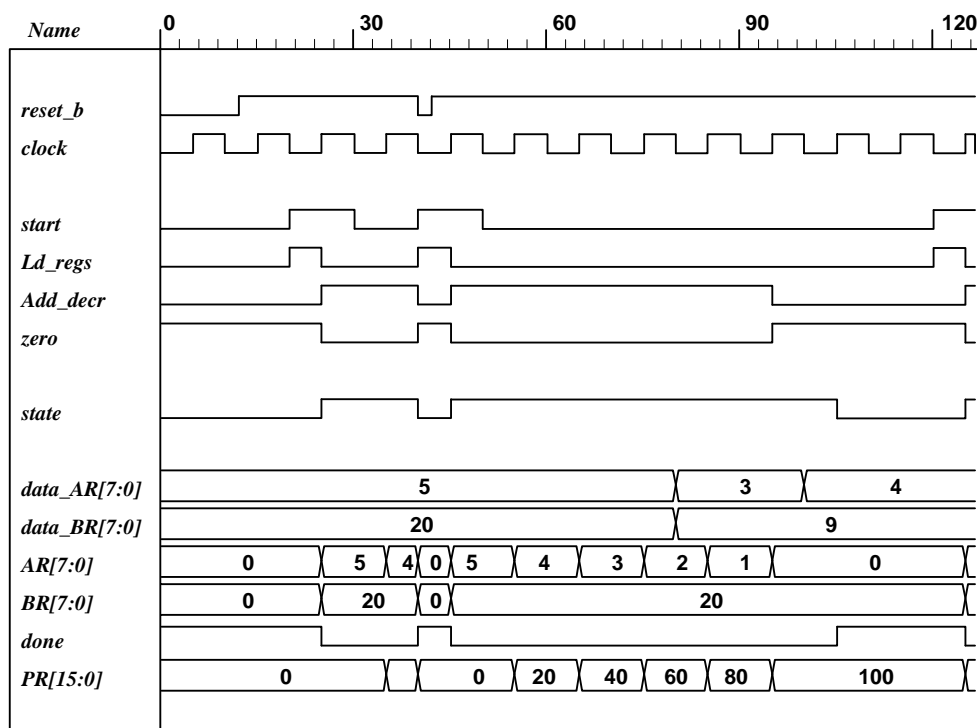 Name 0 30 60 90 120
reset_b
clock
start
Ld_regs
Add_decr
zero
state
data_AR[7:0] 5 3 4
data_BR[7:0] 20 9
AR[7:0] 0 5 4 0 5 4 3 2 1 0
BR[7:0] 0 20 0 20
done
PR[15:0] 0 0 20 40 60 80 100